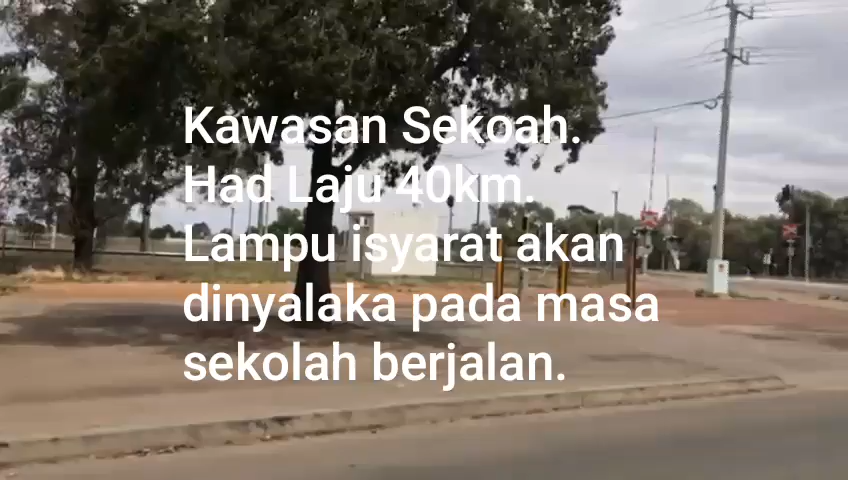 Kawasan Sekoah.
Had Laju 40km.
Lampu isyarat akan
dinyalaka pada masa
sekolah berjalan.